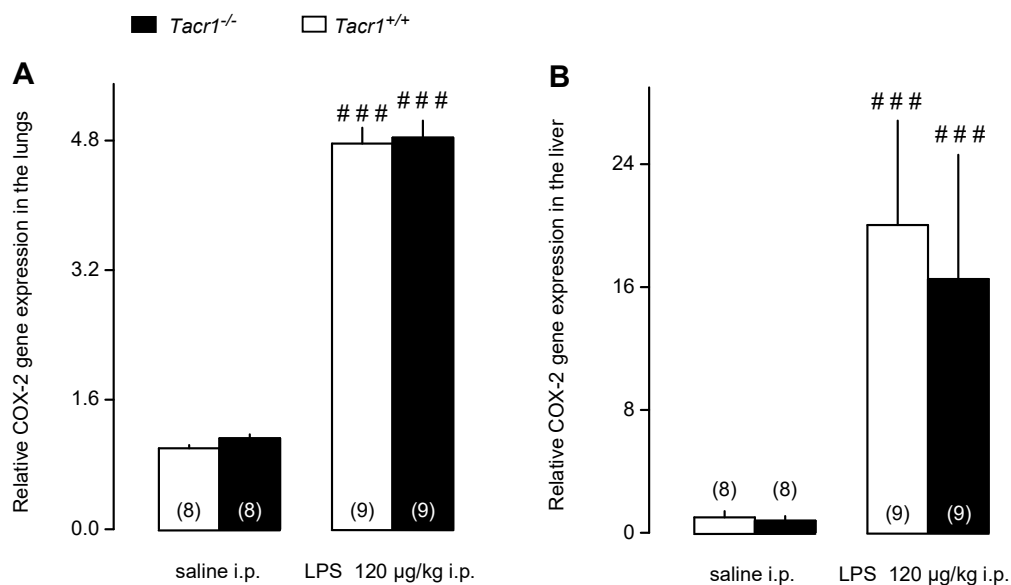 Tacr1-/- Tacr1+/+
A
Relative COX-2 gene expression in the lungs
4.8
3.2
1.6
0.0
# # # # # #
(8) (8) (9) (9)
saline i.p. LPS 120 µg/kg i.p.
B
Relative COX-2 gene expression in the liver
24
16
8
0
# # #
# # #
(8) (8)
(9) (9)
saline i.p. LPS 120 µg/kg i.p.